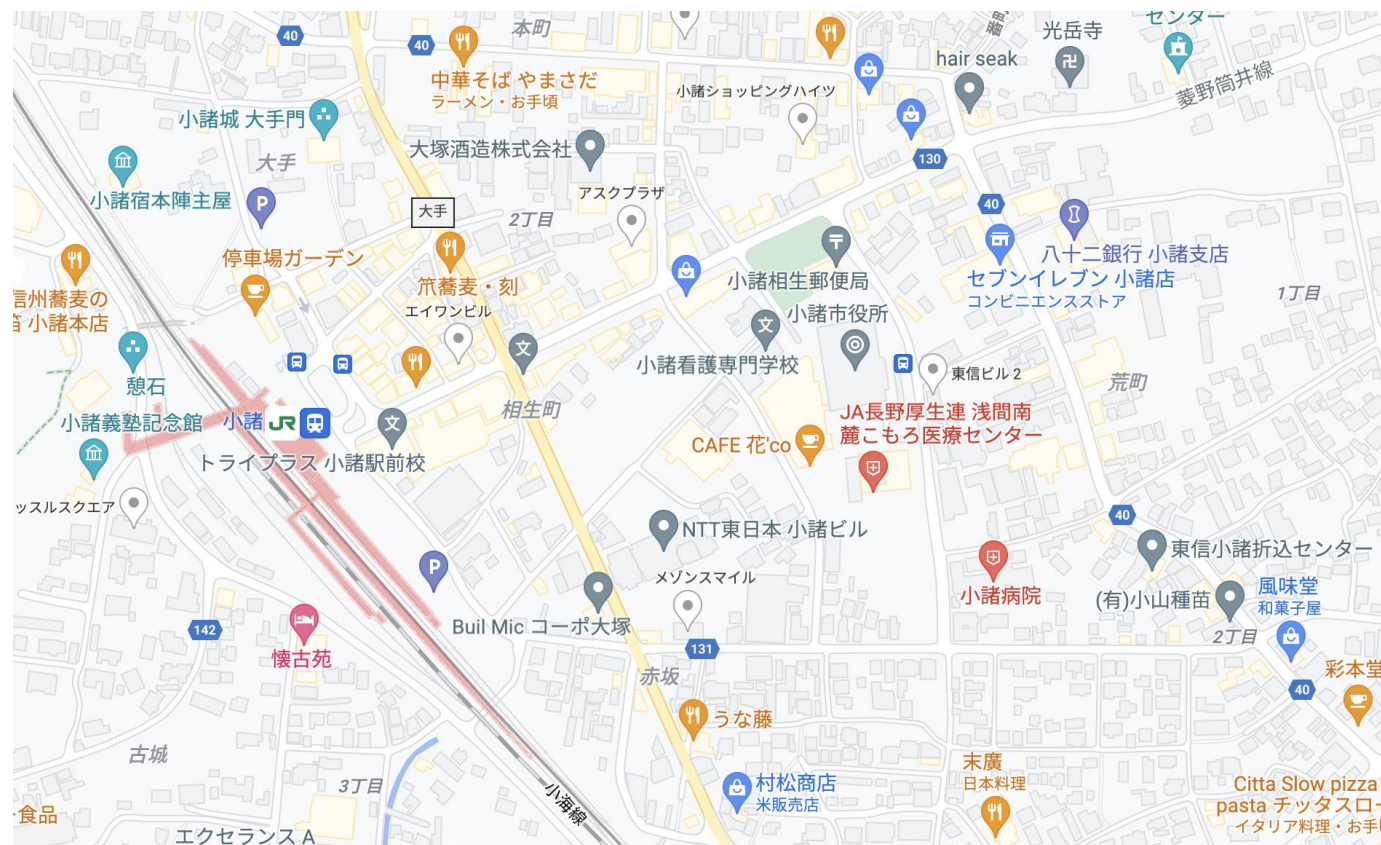 センター
光岳寺
本町
40
40
hair seak
菱野筒井線
中華そば やまさだ
ラーメン・お手頃
小諸ショッピングハイツ
小諸城 大手門
大塚酒造株式会社
130
大手
アスクプラザ
小諸宿本陣主屋
P
大手
2丁目
40
八十二銀行 小諸支店
停車場ガーデン
笊蕎麦・刻
小諸相生郵便局
セブンイレブン 小諸店
コンビニエンスストア
信州蕎麦の
小諸本店
エイワンビル
小諸市役所
1丁目
文
文
小諸看護専門学校
東信ビル 2
憩石
荒町
相生町
JA長野厚生連 浅間南
麓こもろ医療センター
小諸義塾記念館
小諸
JR
文
CAFE 花'co
トライプラス 小諸駅前校
ッスルスクエア
40
NTT東日本 小諸ビル
東信小諸折込センター
P
メゾンスマイル
小諸病院
(有)小山種苗
風味堂
和菓子屋
142
Buil Mic コーポ大塚
2丁目
131
懐古苑
赤坂
彩本堂
40
うな藤
古城
末廣
日本料理
3丁目
村松商店
米販売店
小海線
Citta Slow pizza
pasta チッタスロー
イタリア料理・お手
食品
エクセランス A